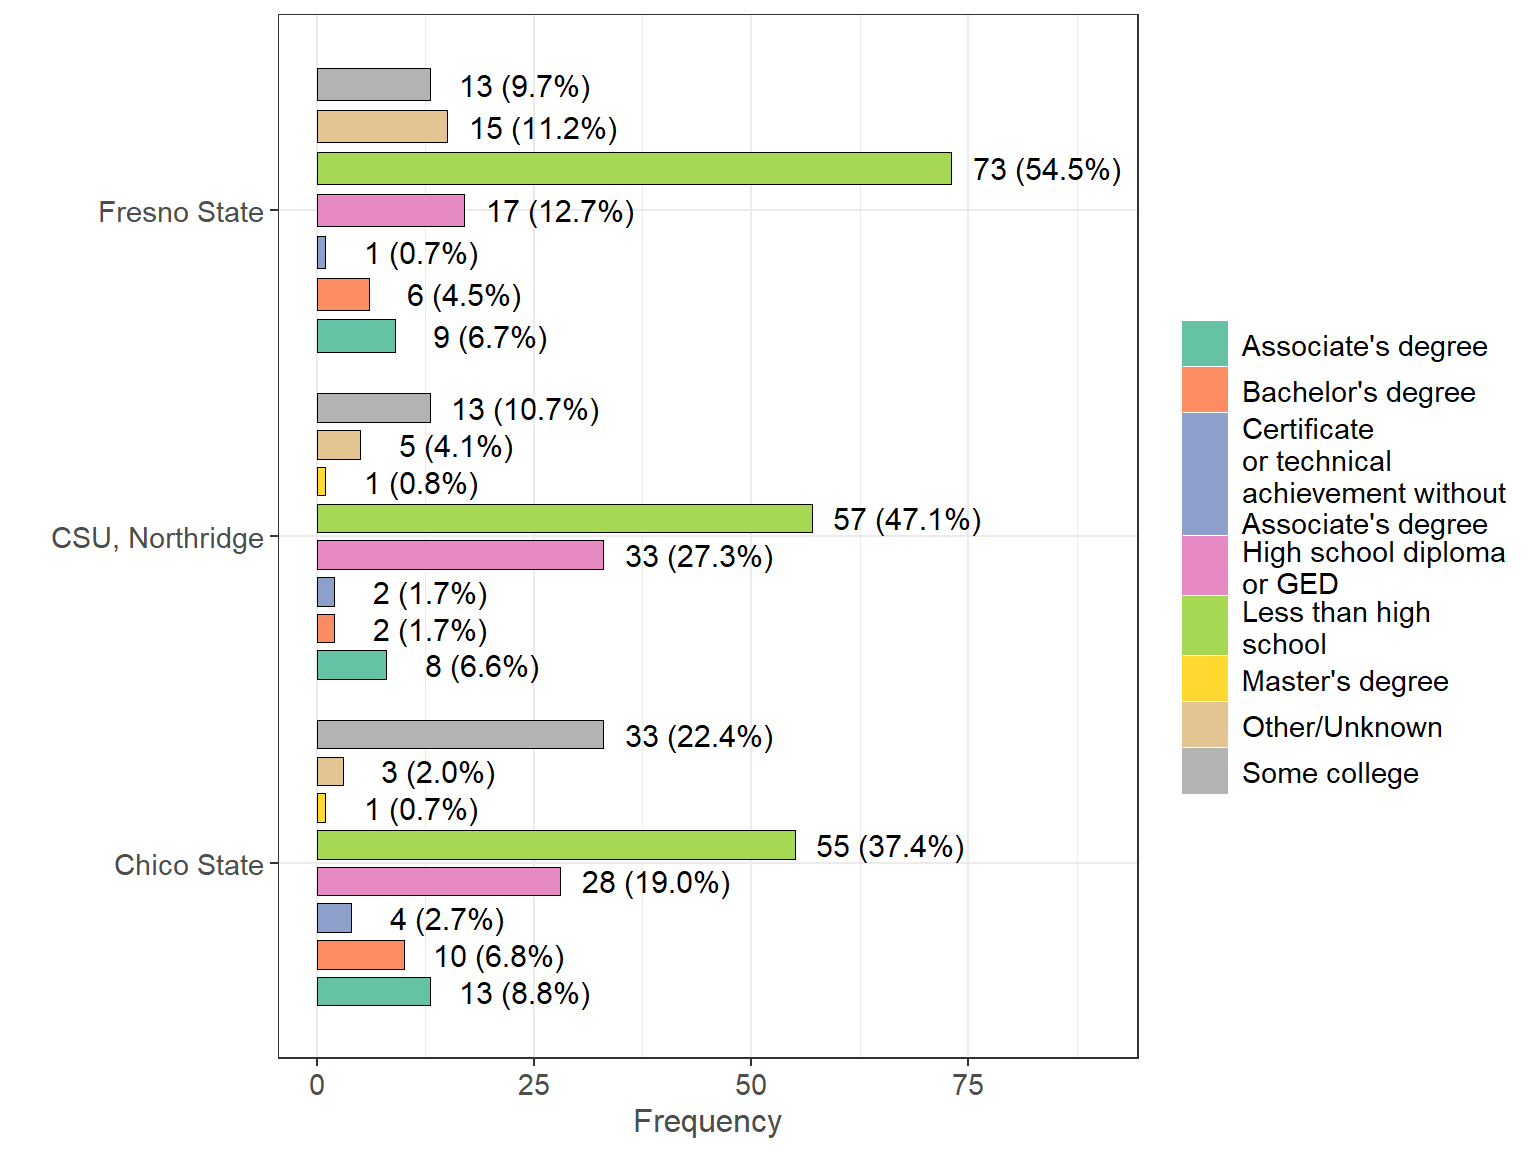 Fresno State
13 (9.7%)
15 (11.2%)
73 (54.5%)
17 (12.7%)
1 (0.7%)
6 (4.5%)
9 (6.7%)
CSU, Northridge
13 (10.7%)
5 (4.1%)
1 (0.8%)
57 (47.1%)
33 (27.3%)
2 (1.7%)
2 (1.7%)
8 (6.6%)
Chico State
33 (22.4%)
3 (2.0%)
1 (0.7%)
55 (37.4%)
28 (19.0%)
4 (2.7%)
10 (6.8%)
13 (8.8%)
0
25
50
75
Frequency
Associate's degree
Bachelor's degree
Certificate
or technical
achievement without
Associate's degree
High school diploma
or GED
Less than high
school
Master's degree
Other/Unknown
Some college